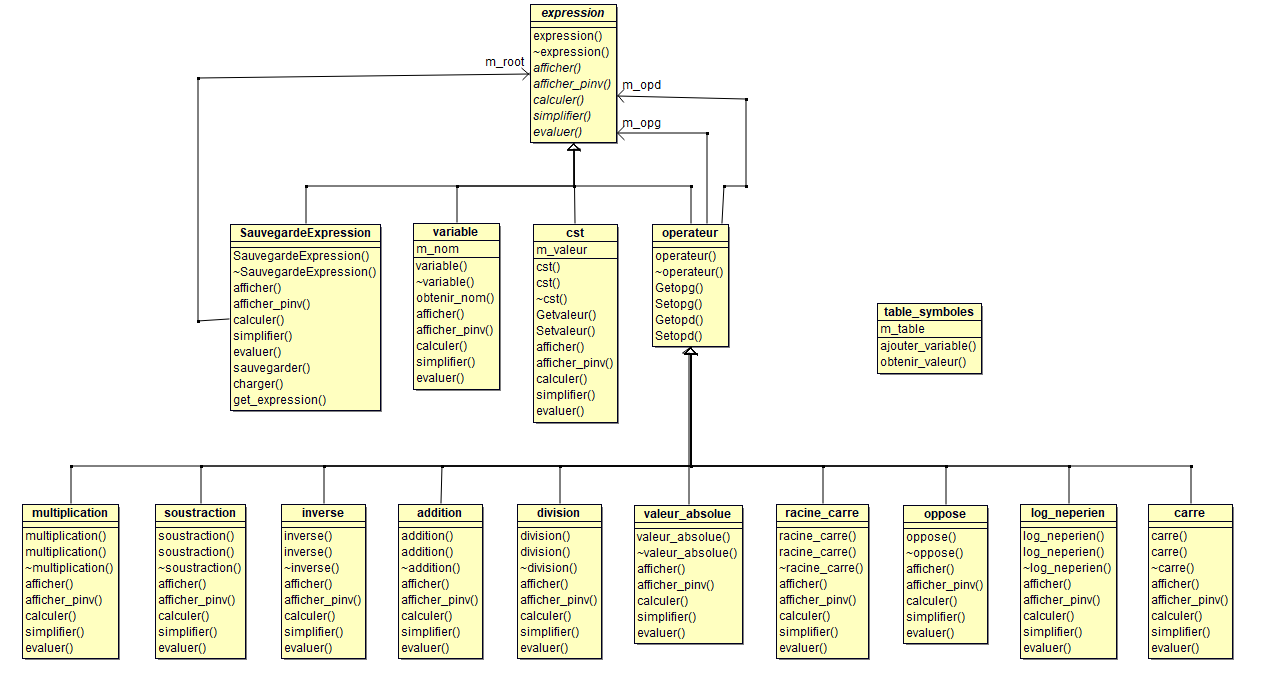 expression
expression()
~expression()
afficher()
afficher_pinv()
calculer()
simplifier()
evaluer()
m_root
m_opd
m_opg
SauvegardeExpression
SauvegardeExpression()
~SauvegardeExpression()
afficher()
afficher_pinv()
calculer()
simplifier()
evaluer()
sauvegarder()
charger()
get_expression()
variable
m_nom
variable()
~variable()
obtenir_nom()
afficher()
afficher_pinv()
calculer()
simplifier()
evaluer()
cst
m_valeur
cst()
cst()
~cst()
Getvaleur()
Setvaleur()
afficher()
afficher_pinv()
calculer()
simplifier()
evaluer()
operateur
operateur()
~operateur()
Getopg()
Setopg()
Getopd()
Setopd()
table_symboles
m_table
ajouter_variable()
obtenir_valeur()
multiplication
multiplication()
multiplication()
~multiplication()
afficher()
afficher_pinv()
calculer()
simplifier()
evaluer()
soustraction
soustraction()
soustraction()
~soustraction()
afficher()
afficher_pinv()
calculer()
simplifier()
evaluer()
inverse
inverse()
inverse()
~inverse()
afficher()
afficher_pinv()
calculer()
simplifier()
evaluer()
addition
addition()
addition()
~addition()
afficher()
afficher_pinv()
calculer()
simplifier()
evaluer()
division
division()
division()
~division()
afficher()
afficher_pinv()
calculer()
simplifier()
evaluer()
valeur_absolue
valeur_absolue()
~valeur_absolue()
afficher()
afficher_pinv()
calculer()
simplifier()
evaluer()
racine_carre
racine_carre()
racine_carre()
~racine_carre()
afficher()
afficher_pinv()
calculer()
simplifier()
evaluer()
oppose
oppose()
~oppose()
afficher()
afficher_pinv()
calculer()
simplifier()
evaluer()
log_neperien
log_neperien()
log_neperien()
~log_neperien()
afficher()
afficher_pinv()
calculer()
simplifier()
evaluer()
carre
carre()
carre()
~carre()
afficher()
afficher_pinv()
calculer()
simplifier()
evaluer()